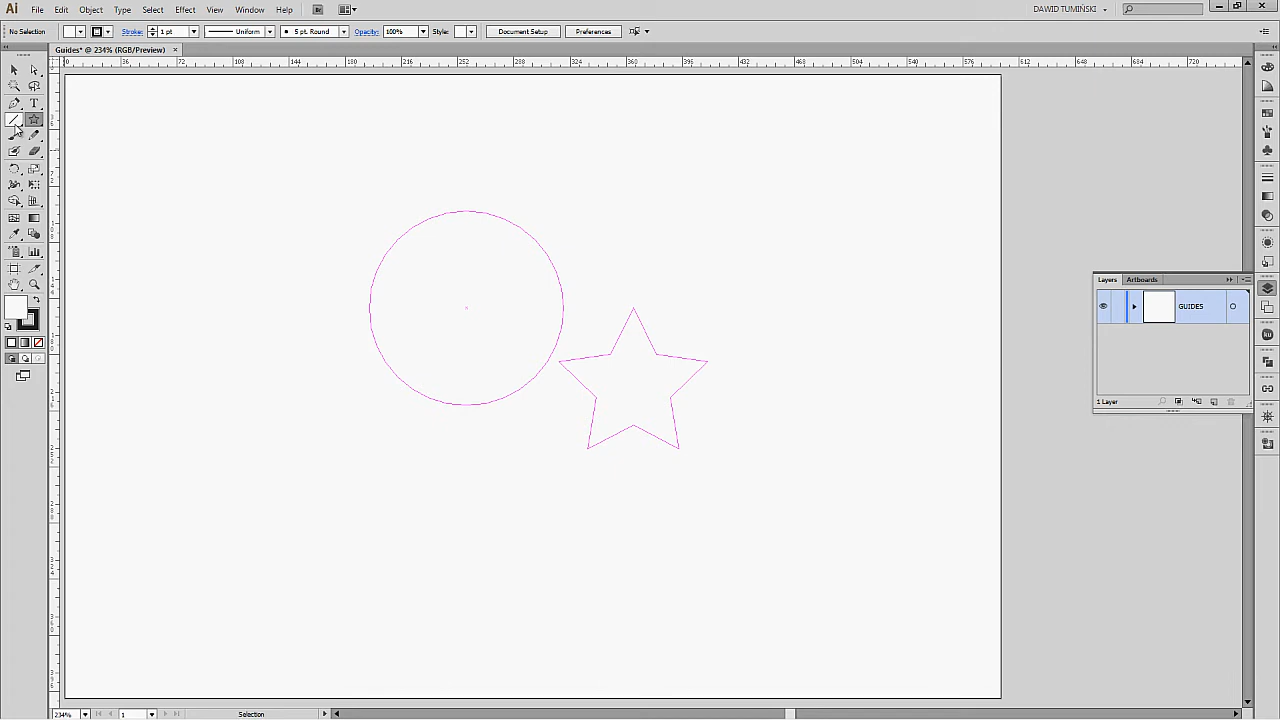 Ai File Edit Object Type Select Effect View Window Help Br DAWID TUMIŃSKI
No Selection Stroke: 1 pt Uniform 5 pt. Round Opacity: 100% Style: Document Setup Preferences
Guides* @ 234% (RGB/Preview) ×
0 36 72 108 144 180 216 252 288 324 360 396 432 468 504 540 576 612 648 684 720
Layers Artboards
GUIDES
1 Layer
234% 1 Selection